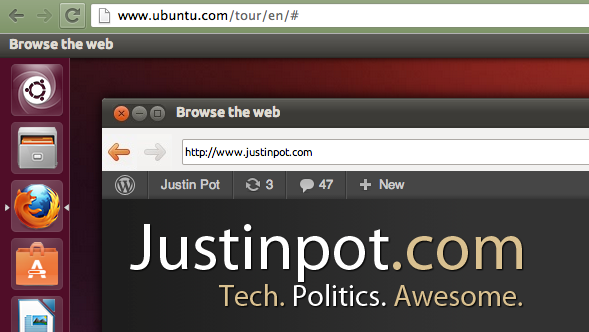 www.ubuntu.com/tour/en/#
Browse the web
Browse the web
http://www.justinpot.com
Justin Pot 3 47 New
Justinpot.com
Tech. Politics. Awesome.